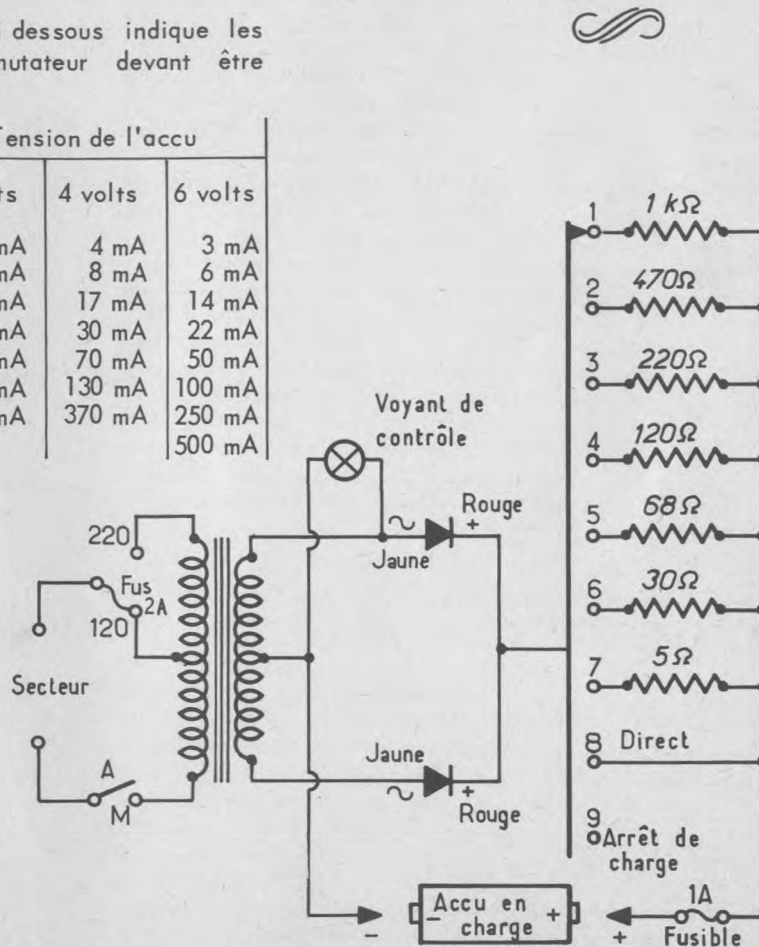 dessous indique les
devant être
Tension de l'accu
4 volts 6 volts
mA 4 mA 3 mA
mA 8 mA 6 mA
mA 17 mA 14 mA
mA 30 mA 22 mA
mA 70 mA 50 mA
mA 130 mA 100 mA
mA 370 mA 250 mA
500 mA
1 1 kΩ
2 470Ω
3 220Ω
4 120Ω
5 68Ω
6 30Ω
7 5Ω
8 Direct
9
Arrêt de
charge
Voyant de
contrôle
~ Rouge
+
Jaune
220
Fus
2A
120
Secteur
A
M
Jaune
~ +
Rouge
- Accu en +
charge
-
1A
+ Fusible